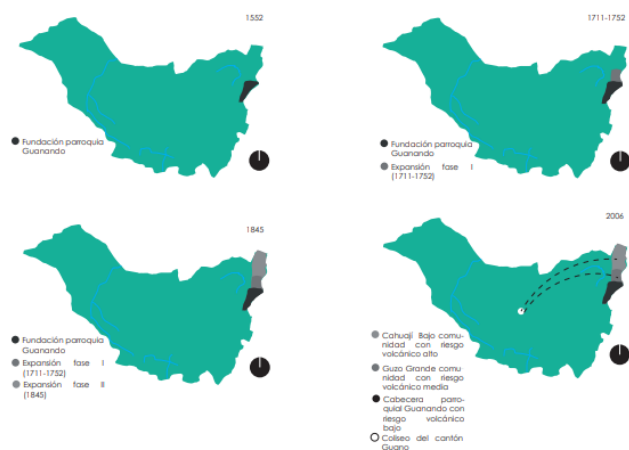 1552
Fundación parroquia
Guanando
1711-1752
Fundación parroquia
Guanando
Expansión fase I
(1711-1752)
1845
Fundación parroquia
Guanando
Expansión fase I
(1711-1752)
Expansión fase II
(1845)
2006
Cahuají Bajo comu-
nidad con riesgo
volcánico alto
Guzo Grande comu-
nidad con riesgo
volcánico media
Cabecera parro-
quial Guanando con
riesgo volcánico
bajo
Coliseo del cantón
Guano